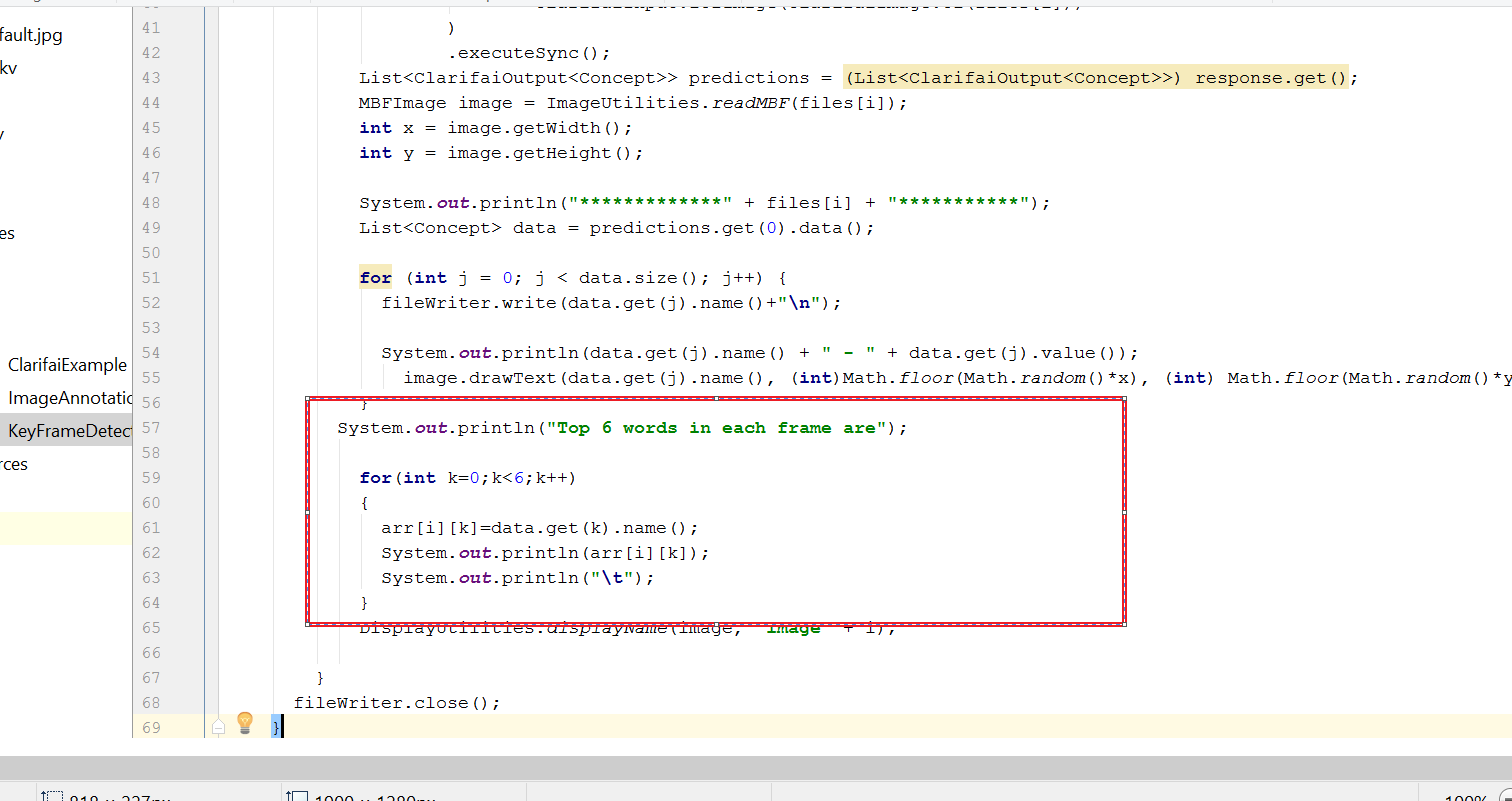 fault.jpg
kv
es
ClarifaiExample
ImageAnnotatio
KeyFrameDetect
rces
41 )
42 .executeSync();
43 List<ClarifaiOutput<Concept>> predictions = (List<ClarifaiOutput<Concept>>) response.get();
44 MBFImage image = ImageUtilities.readMBF(files[i]);
45 int x = image.getWidth();
46 int y = image.getHeight();
47
48 System.out.println("*************" + files[i] + "***********");
49 List<Concept> data = predictions.get(0).data();
50
51 for (int j = 0; j < data.size(); j++) {
52 fileWriter.write(data.get(j).name()+"\n");
53
54 System.out.println(data.get(j).name() + " - " + data.get(j).value());
55 image.drawText(data.get(j).name(), (int)Math.floor(Math.random()*x), (int) Math.floor(Math.random()*y
56 }
57 System.out.println("Top 6 words in each frame are");
58
59 for(int k=0;k<6;k++)
60 {
61 arr[i][k]=data.get(k).name();
62 System.out.println(arr[i][k]);
63 System.out.println("\t");
64 }
65 DisplayUtilities.displayName(image, "image" + i);
66
67 }
68 fileWriter.close();
69 }